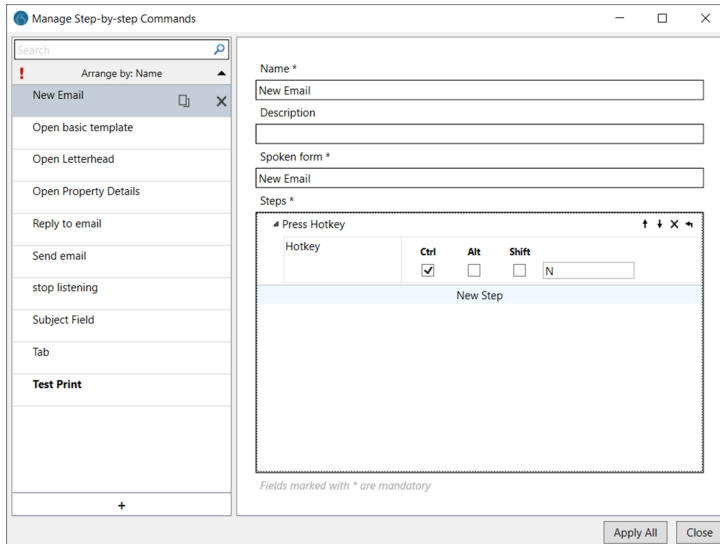 Manage Step-by-step Commands
Search
! Arrange by: Name
New Email
Open basic template
Open Letterhead
Open Property Details
Reply to email
Send email
stop listening
Subject Field
Tab
Test Print
+
Name *
New Email
Description
Spoken form *
New Email
Steps *
Press Hotkey
Hotkey Ctrl Alt Shift
N
New Step
Fields marked with * are mandatory
Apply All Close